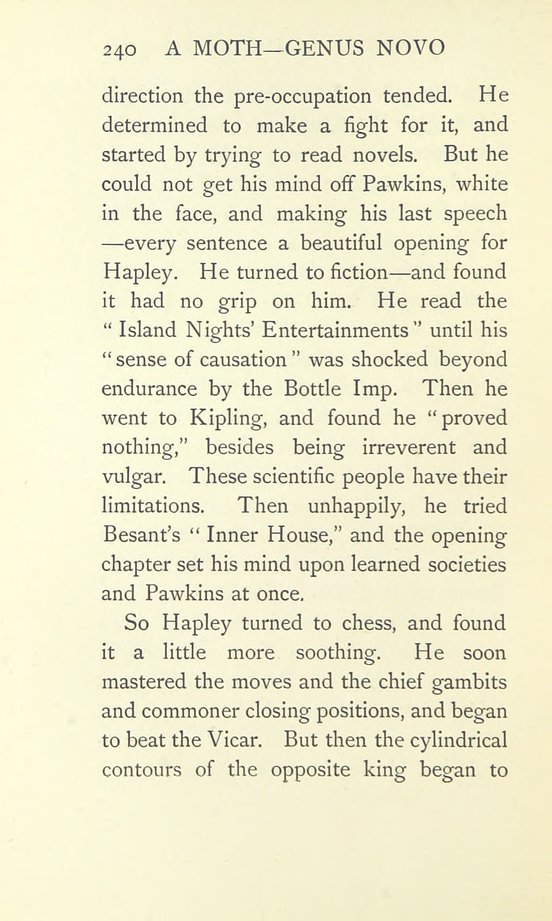 240 A MOTH—GENUS NOVO
direction the pre-occupation tended. He
determined to make a fight for it, and
started by trying to read novels. But he
could not get his mind off Pawkins, white
in the face, and making his last speech
—every sentence a beautiful opening for
Hapley. He turned to fiction—and found
it had no grip on him. He read the
“ Island Nights’ Entertainments ” until his
“ sense of causation ” was shocked beyond
endurance by the Bottle Imp. Then he
went to Kipling, and found he “ proved
nothing,” besides being irreverent and
vulgar. These scientific people have their
limitations. Then unhappily, he tried
Besant’s “ Inner House,” and the opening
chapter set his mind upon learned societies
and Pawkins at once.
So Hapley turned to chess, and found
it a little more soothing. He soon
mastered the moves and the chief gambits
and commoner closing positions, and began
to beat the Vicar. But then the cylindrical
contours of the opposite king began to